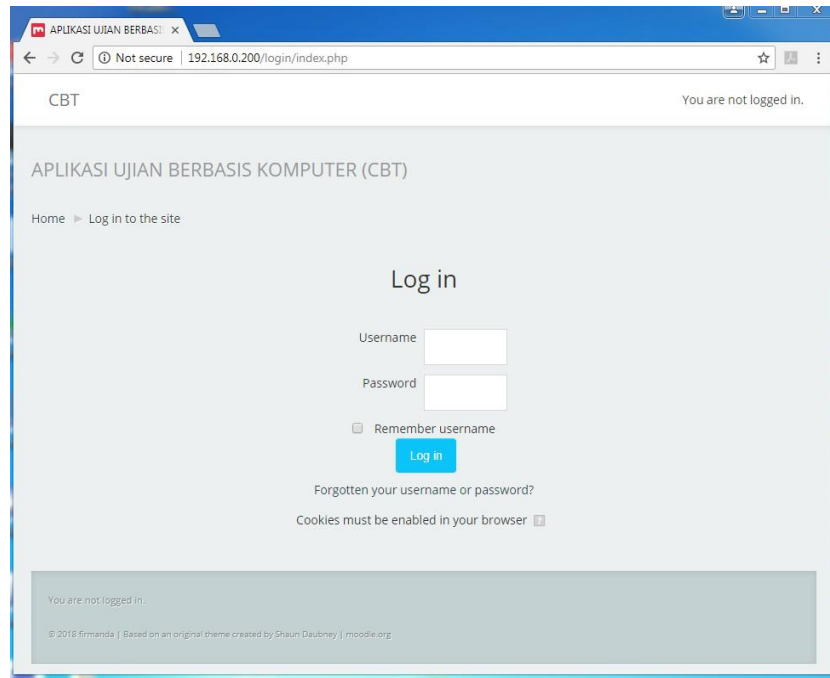 APLIKASI UJIAN BERBASI
Not secure | 192.168.0.200/login/index.php
CBT
You are not logged in.
APLIKASI UJIAN BERBASIS KOMPUTER (CBT)
Home ► Log in to the site
Log in
Username
Password
Remember username
Log in
Forgotten your username or password?
Cookies must be enabled in your browser
You are not logged in.
© 2018 firmanda | Based on an original theme created by Shaun Daubney | moodle.org